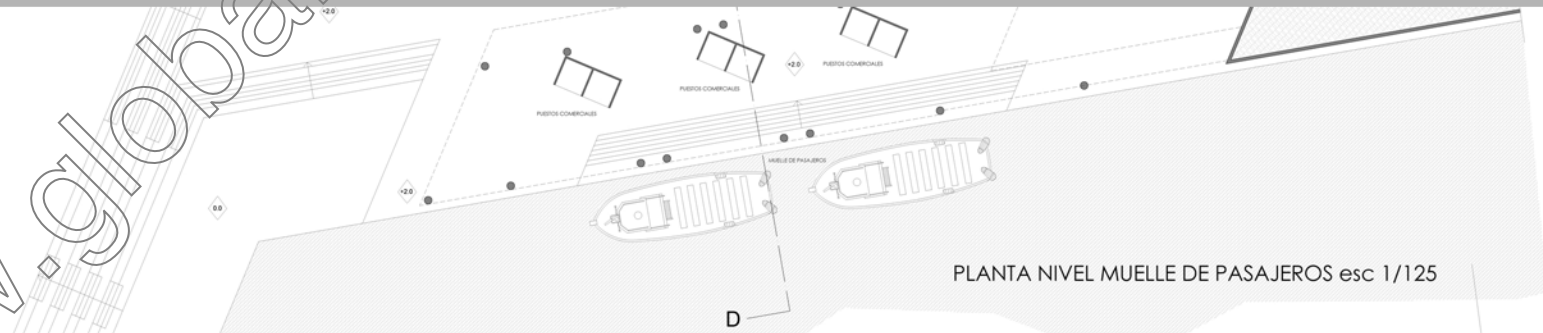 +2.0
+2.0
PUESTOS COMERCIALES
PUESTOS COMERCIALES
PUESTOS COMERCIALES
MUELLE DE PASAJEROS
+2.0
0.0
PLANTA NIVEL MUELLE DE PASAJEROS esc 1/125
D
.globa